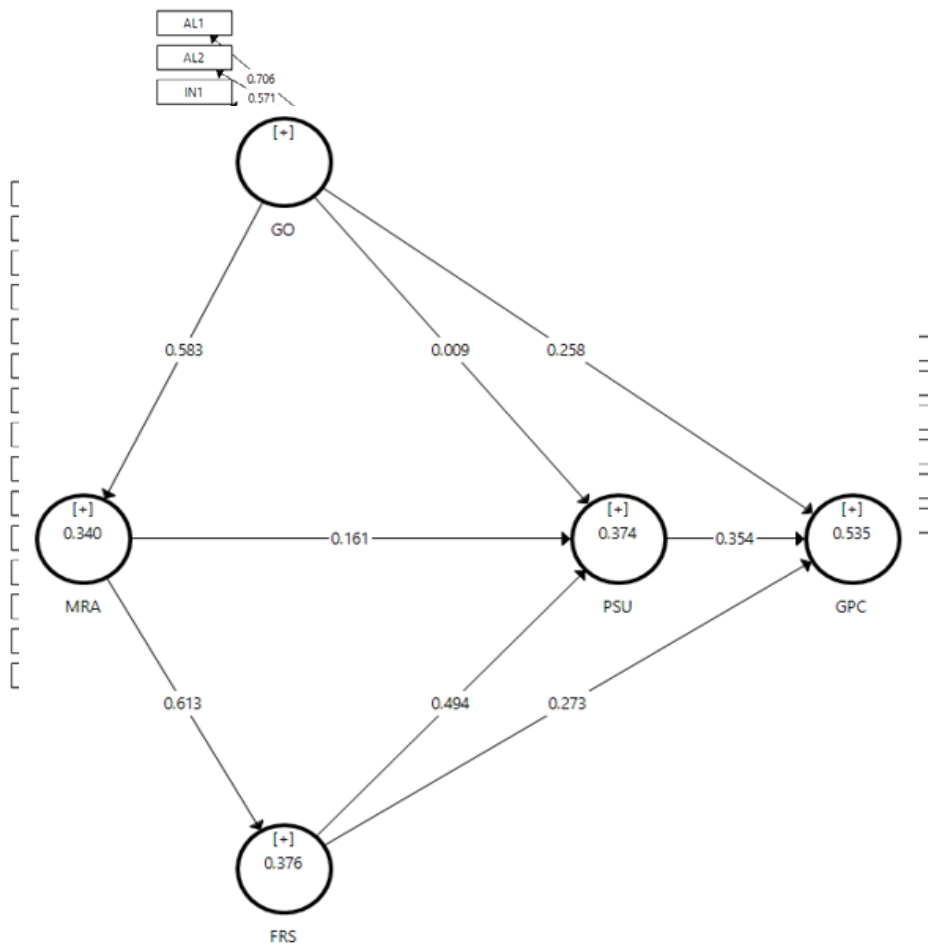 AL1
AL2
0.706
IN1
0.571
[+]
GO
0.583
0.009
0.258
[+]
0.340
MRA
0.161
[+]
0.374
PSU
0.354
[+]
0.535
GPC
0.613
0.494
0.273
[+]
0.376
FRS